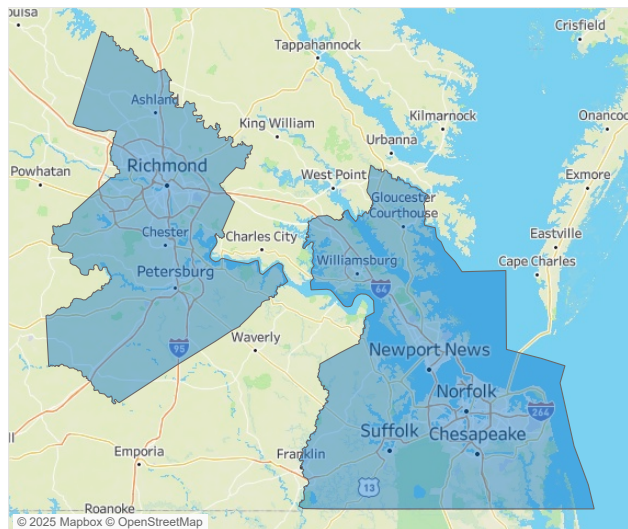 ouisa
Crisfield
Tappahannock
Ashland
Onancoc
King William
Kilmarnock
Urbanna
Richmond
Powhatan
West Point
Exmore
Gloucester
Courthouse
Chester
Charles City
Eastville
Williamsburg
Cape Charles
Petersburg
64
Waverly
95
Newport News
Norfolk
264
Suffolk
Chesapeake
Emporia
Franklin
13
Roanoke
© 2025 Mapbox © OpenStreetMap